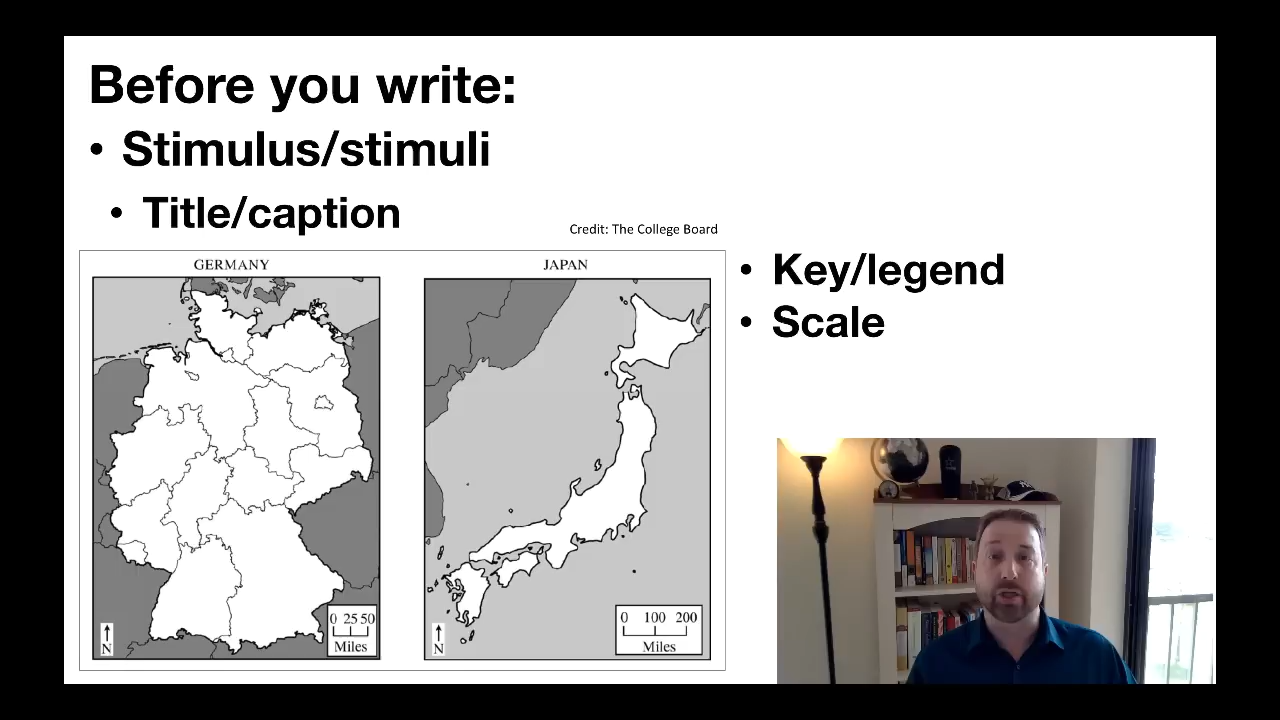 Before you write:
• Stimulus/stimuli
• Title/caption
Credit: The College Board
GERMANY
0 25 50
Miles
N
JAPAN
0 100 200
Miles
N
• Key/legend
• Scale